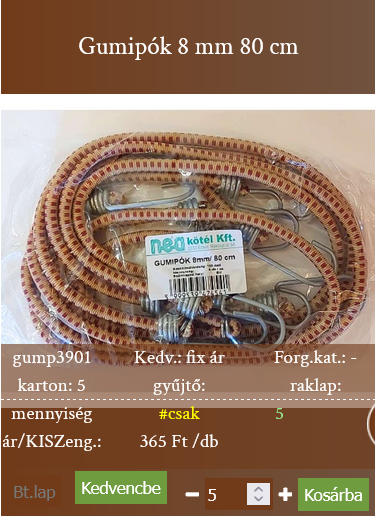 Gumipók 8 mm 80 cm
nea kötél Kft.
GUMIPÓK 8mm/ 80 cm
gump3901 Kedv.: fix ár Forg.kat.: -
karton: 5 gyűjtő: raklap:
mennyiség #csak 5
ár/KISZeng.: 365 Ft /db
Bt.lap Kedvencbe 5 Kosárba